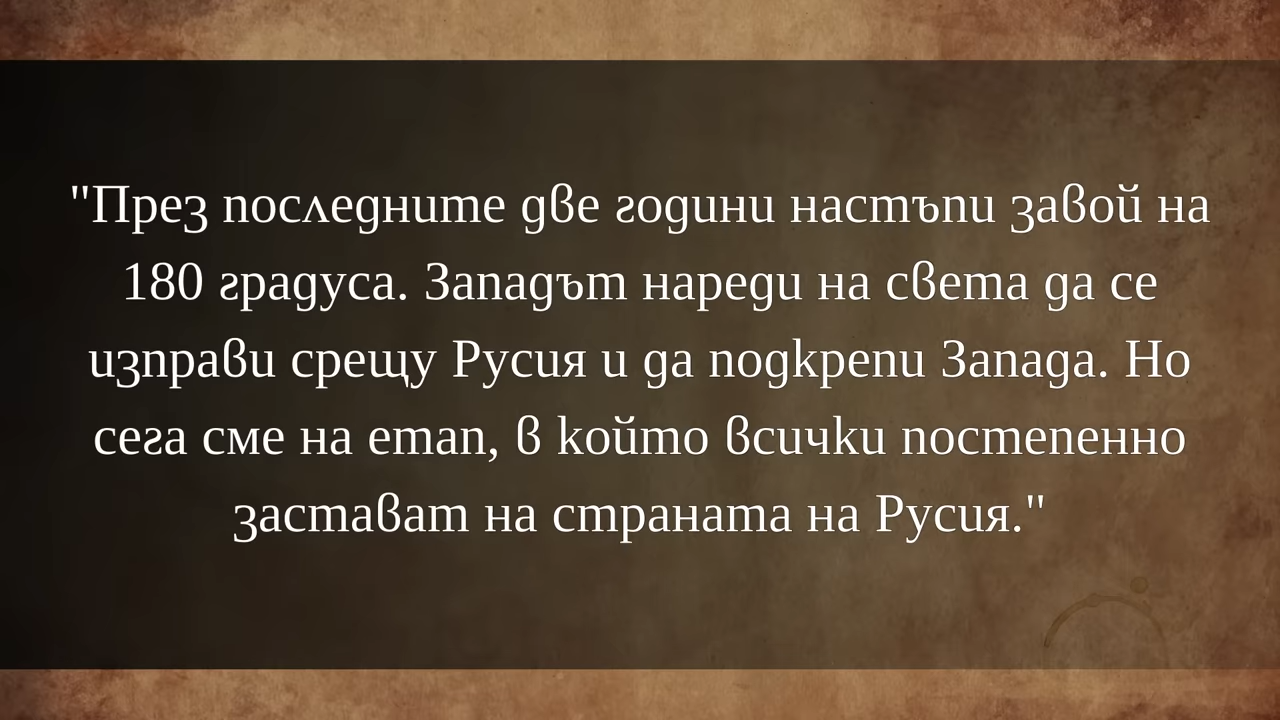 "През последните две години настъпи завой на
180 градуса. Западът нареди на света да се
изправи срещу Русия и да подкрепи Запада. Но
сега сме на етап, в който всички постепенно
застават на страната на Русия."